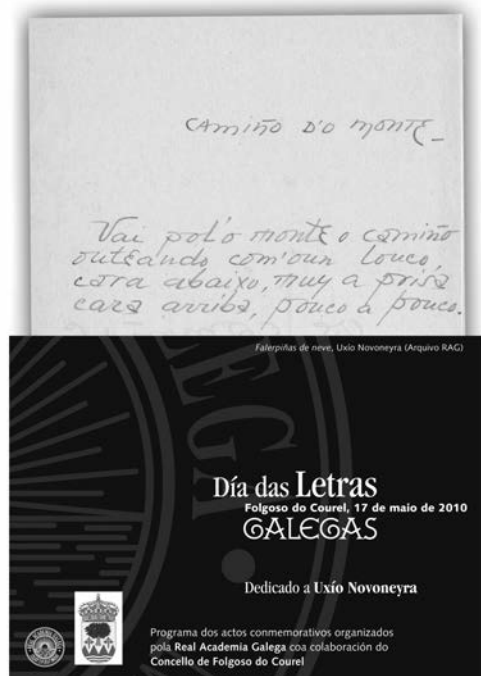 CAMIÑO D'O MONTE_
Vai pol'o monte o camiño
outeando com'oun louco,
cara abaixo, muy a prisa
cara arriba, pouco a pouco.
Falerpiñas de neve, Uxío Novoneyra (Arquivo RAG)
Día das Letras
Folgoso do Courel, 17 de maio de 2010
GALEGAS
Dedicado a Uxío Novoneyra
Programa dos actos conmemorativos organizados
pola Real Academia Galega coa colaboración do
Concello de Folgoso do Courel